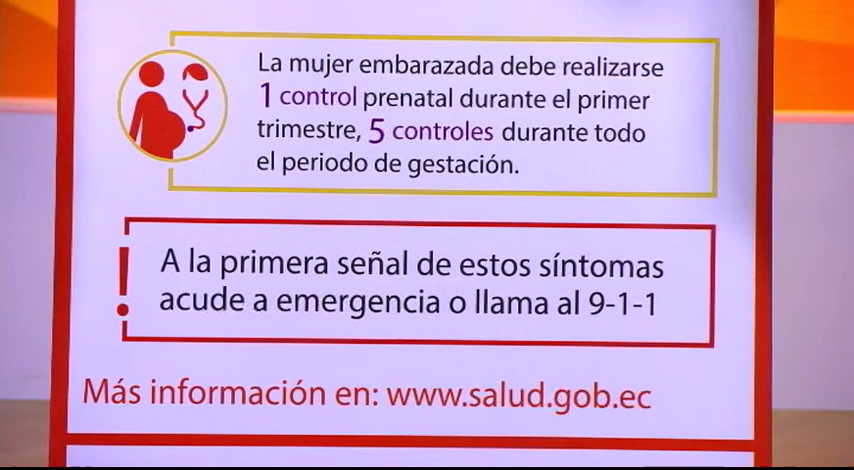 La mujer embarazada debe realizarse
1 control prenatal durante el primer
trimestre, 5 controles durante todo
el periodo de gestación.
! A la primera señal de estos síntomas
acude a emergencia o llama al 9-1-1
Más información en: www.salud.gob.ec